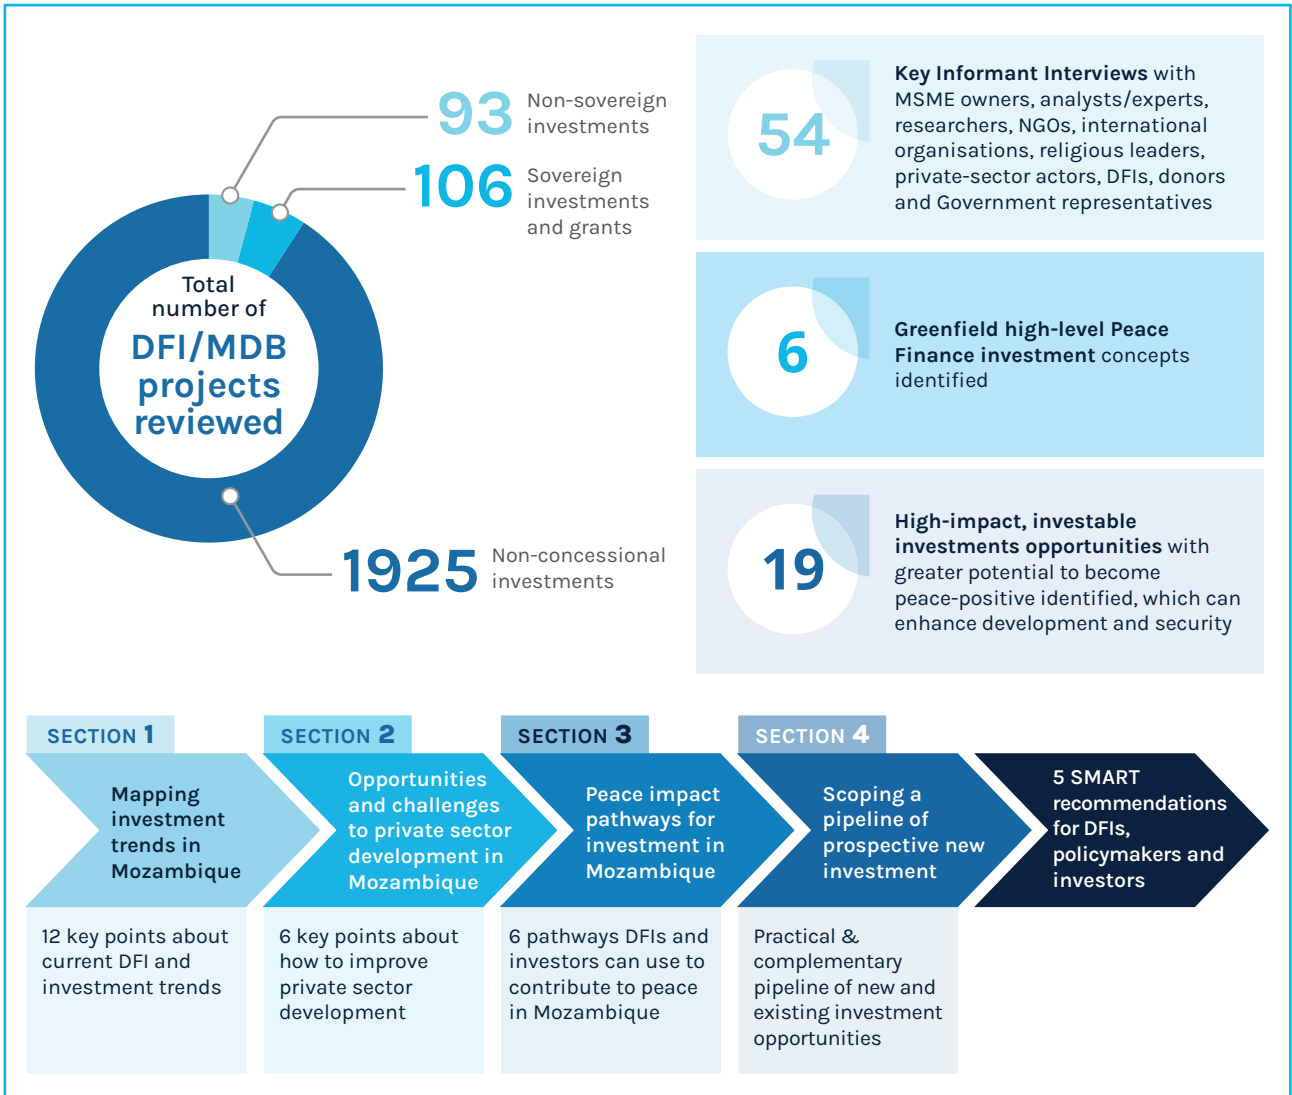 93
Non-sovereign
investments
106
Sovereign
investments
and grants
Total
number of
DFI/MDB
projects
reviewed
1925
Non-concessional
investments
54
Key Informant Interviews with
MSME owners, analysts/experts,
researchers, NGOs, international
organisations, religious leaders,
private-sector actors, DFIs, donors
and Government representatives
6
Greenfield high-level Peace
Finance investment concepts
identified
19
High-impact, investable
investments opportunities with
greater potential to become
peace-positive identified, which can
enhance development and security
SECTION 1
Mapping
investment
trends in
Mozambique
12 key points about
current DFI and
investment trends
SECTION 2
Opportunities
and challenges
to private sector
development in
Mozambique
6 key points about
how to improve
private sector
development
SECTION 3
Peace impact
pathways for
investment in
Mozambique
6 pathways DFIs and
investors can use to
contribute to peace
in Mozambique
SECTION 4
Scoping a
pipeline of
prospective new
investment
Practical &
complementary
pipeline of new and
existing investment
opportunities
5 SMART
recommendations
for DFIs,
policymakers and
investors